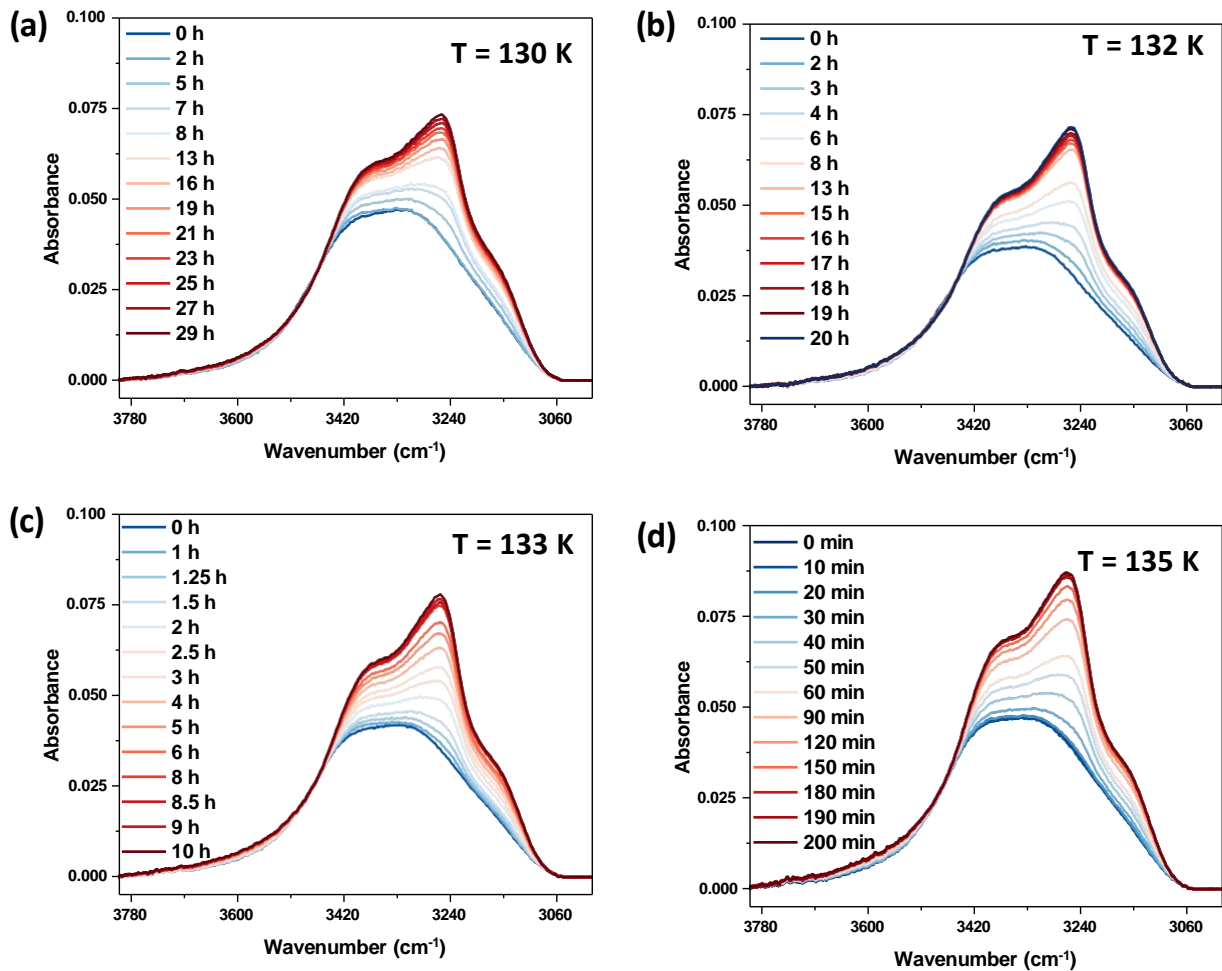 (a)
T = 130 K
0.100
0.075
0.050
0.025
0.000
Absorbance
0 h
2 h
5 h
7 h
8 h
13 h
16 h
19 h
21 h
23 h
25 h
27 h
29 h
3780 3600 3420 3240 3060
Wavenumber (cm⁻¹)
(b)
T = 132 K
0.100
0.075
0.050
0.025
0.000
Absorbance
0 h
2 h
3 h
4 h
6 h
8 h
13 h
15 h
16 h
17 h
18 h
19 h
20 h
3780 3600 3420 3240 3060
Wavenumber (cm⁻¹)
(c)
T = 133 K
0.100
0.075
0.050
0.025
0.000
Absorbance
0 h
1 h
1.25 h
1.5 h
2 h
2.5 h
3 h
4 h
5 h
6 h
8 h
8.5 h
9 h
10 h
3780 3600 3420 3240 3060
Wavenumber (cm⁻¹)
(d)
T = 135 K
0.100
0.075
0.050
0.025
0.000
Absorbance
0 min
10 min
20 min
30 min
40 min
50 min
60 min
90 min
120 min
150 min
180 min
190 min
200 min
3780 3600 3420 3240 3060
Wavenumber (cm⁻¹)